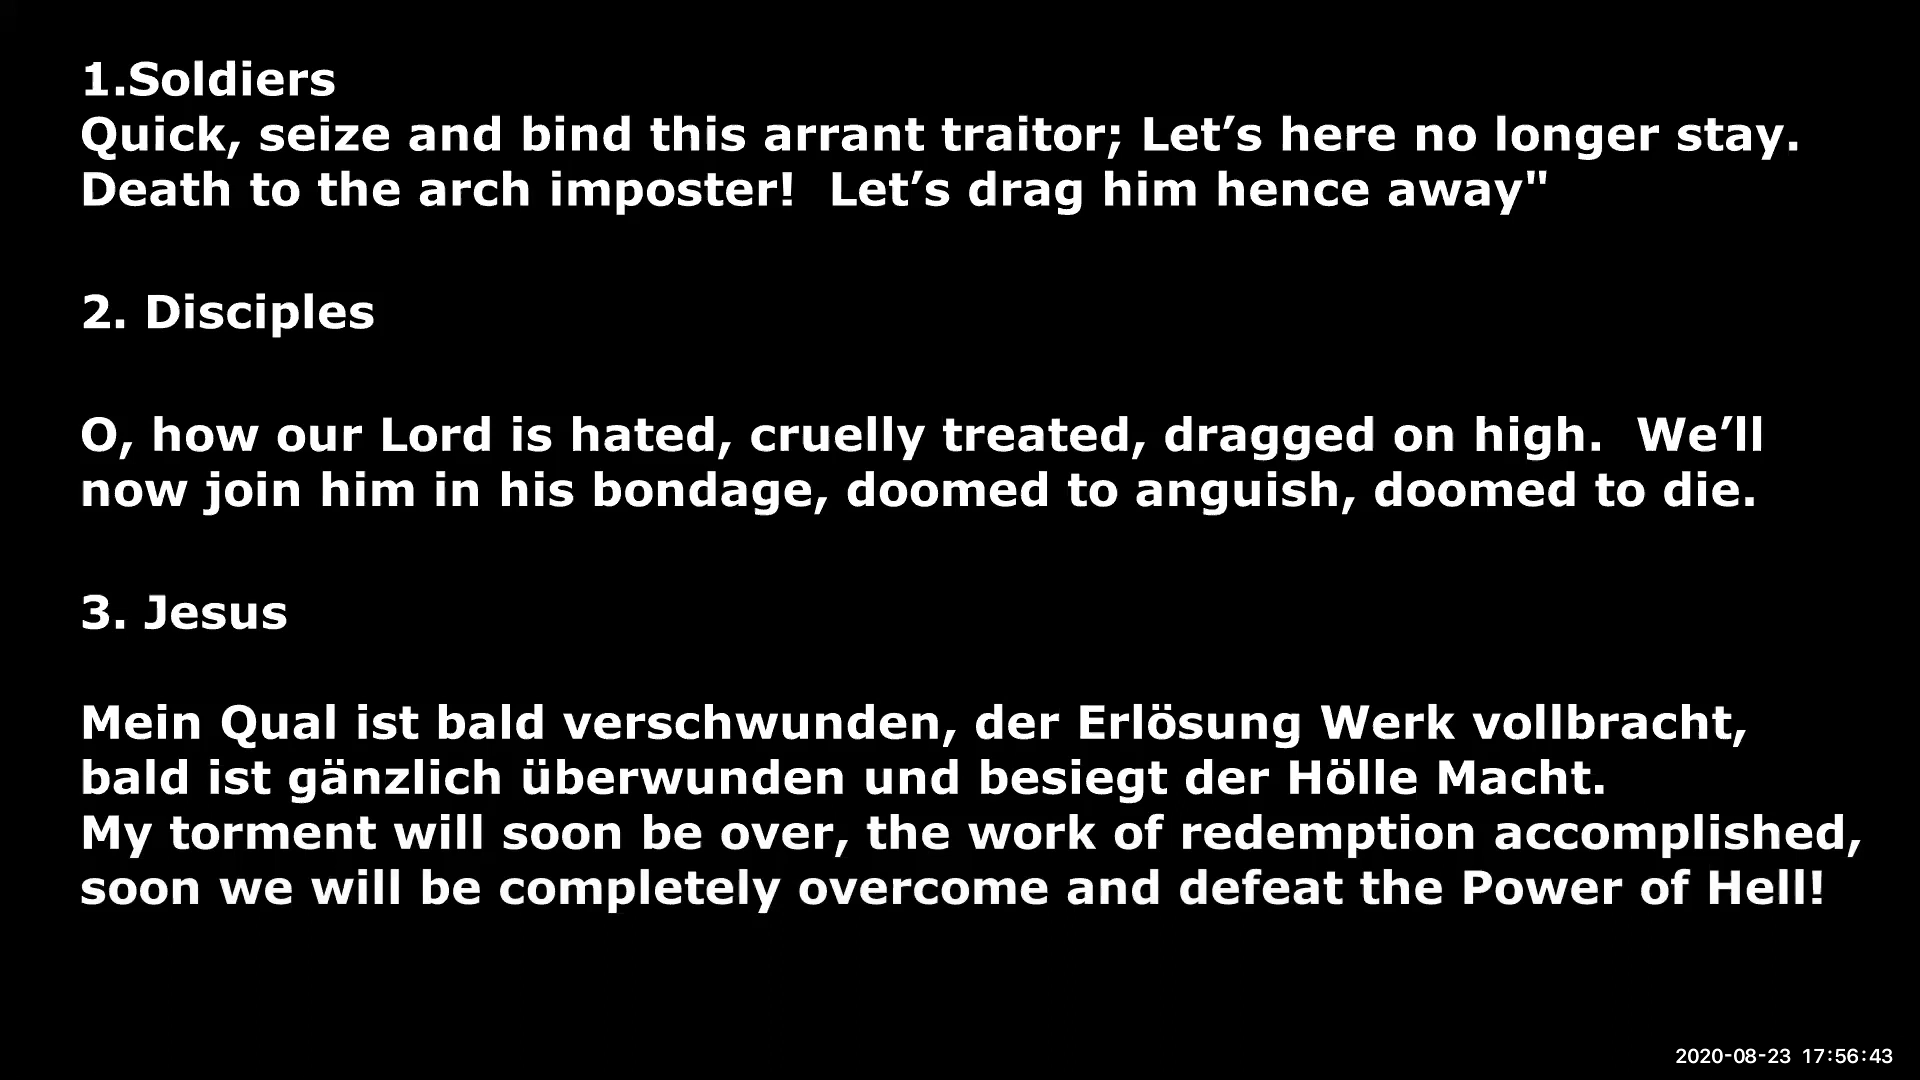 1.Soldiers
Quick, seize and bind this arrant traitor; Let’s here no longer stay.
Death to the arch imposter!  Let’s drag him hence away"
2. Disciples
O, how our Lord is hated, cruelly treated, dragged on high.  We’ll
now join him in his bondage, doomed to anguish, doomed to die.
3. Jesus
Mein Qual ist bald verschwunden, der Erlösung Werk vollbracht,
bald ist gänzlich überwunden und besiegt der Hölle Macht.
My torment will soon be over, the work of redemption accomplished,
soon we will be completely overcome and defeat the Power of Hell!
2020-08-23 17:56:43